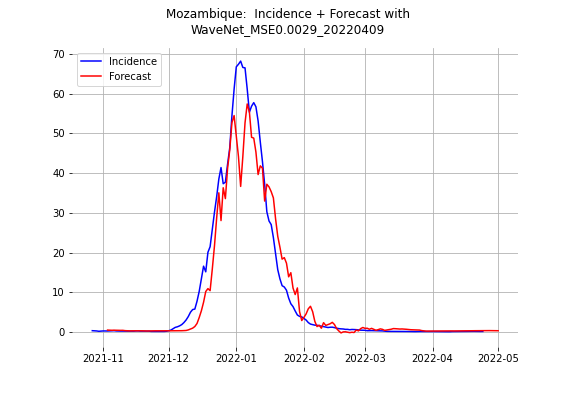 Mozambique:  Incidence + Forecast with
WaveNet_MSE0.0029_20220409
Incidence
Forecast
70
60
50
40
30
20
10
0
2021-11 2021-12 2022-01 2022-02 2022-03 2022-04 2022-05